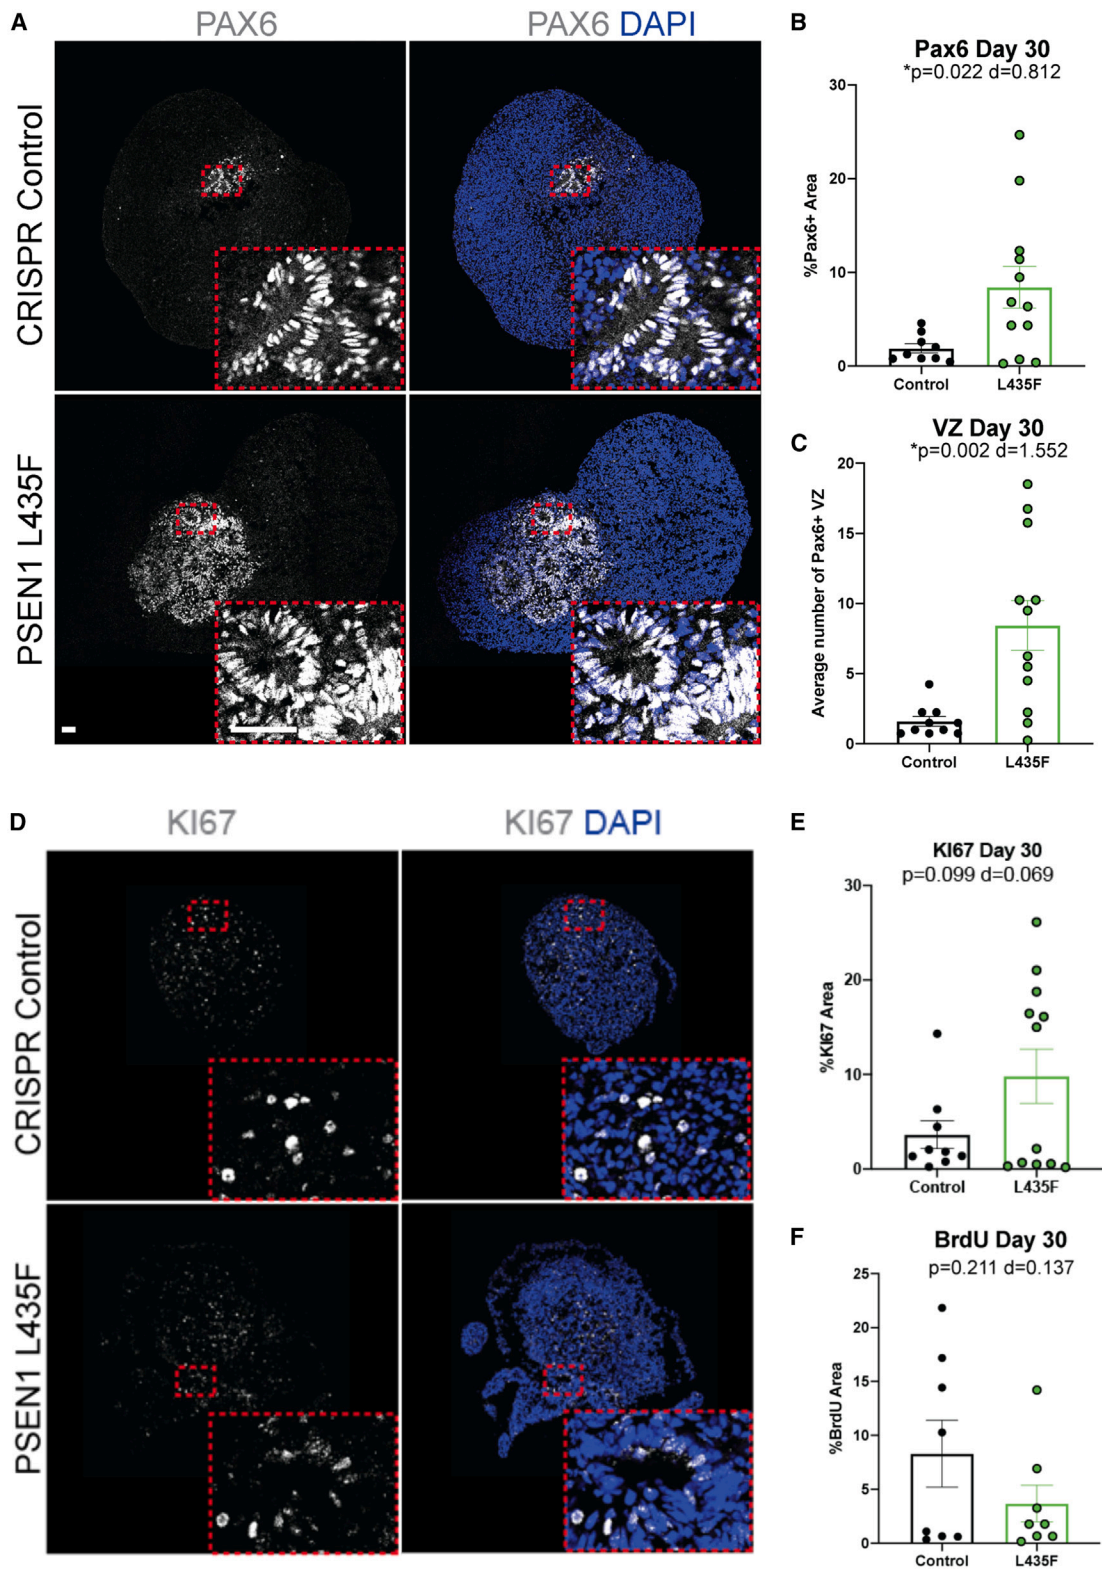 A
PAX6
PAX6 DAPI
CRISPR Control
PSEN1 L435F
B
Pax6 Day 30
*p=0.022 d=0.812
%Pax6+ Area
30
20
10
0
Control
L435F
C
VZ Day 30
*p=0.002 d=1.552
Average number of Pax6+ VZ
20
15
10
5
0
Control
L435F
D
KI67
KI67 DAPI
CRISPR Control
PSEN1 L435F
E
KI67 Day 30
p=0.099 d=0.069
%KI67 Area
30
20
10
0
Control
L435F
F
BrdU Day 30
p=0.211 d=0.137
%BrdU Area
25
20
15
10
5
0
Control
L435F